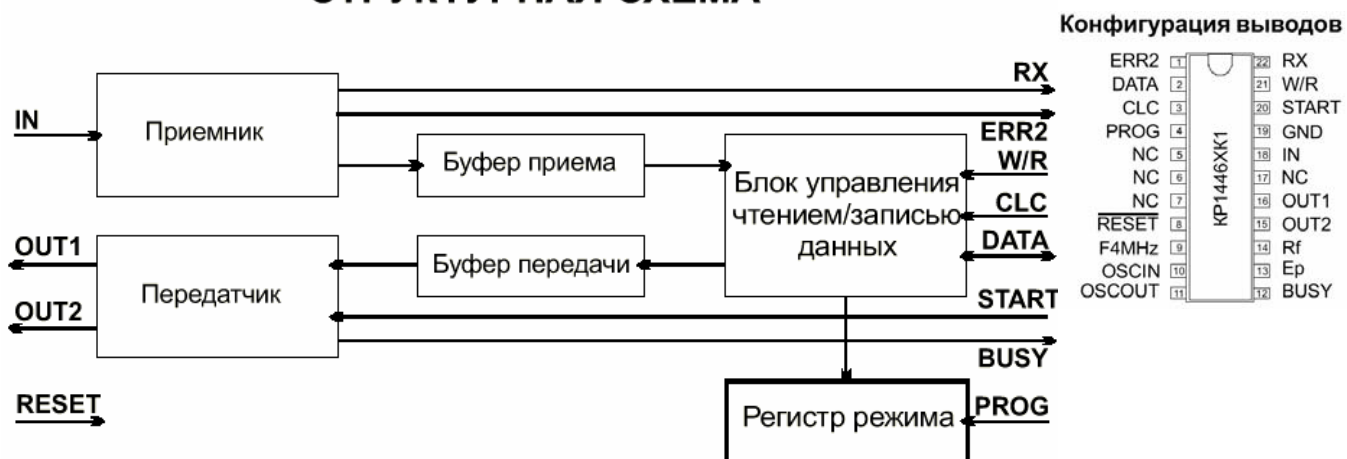 СТРУКТУРНАЯ СХЕМА
Конфигурация выводов
IN
Приемник
RX
ERR2
Буфер приема
Блок управления
чтением/записью
данных
W/R
CLC
DATA
OUT1
OUT2
Передатчик
Буфер передачи
START
BUSY
RESET
Регистр режима
PROG
ERR2 1
DATA 2
CLC 3
PROG 4
NC 5
NC 6
NC 7
RESET 8
F4MHz 9
OSCIN 10
OSCOUT 11
КР1446ХК1
22 RX
21 W/R
20 START
19 GND
18 IN
17 NC
16 OUT1
15 OUT2
14 Rf
13 Ep
12 BUSY